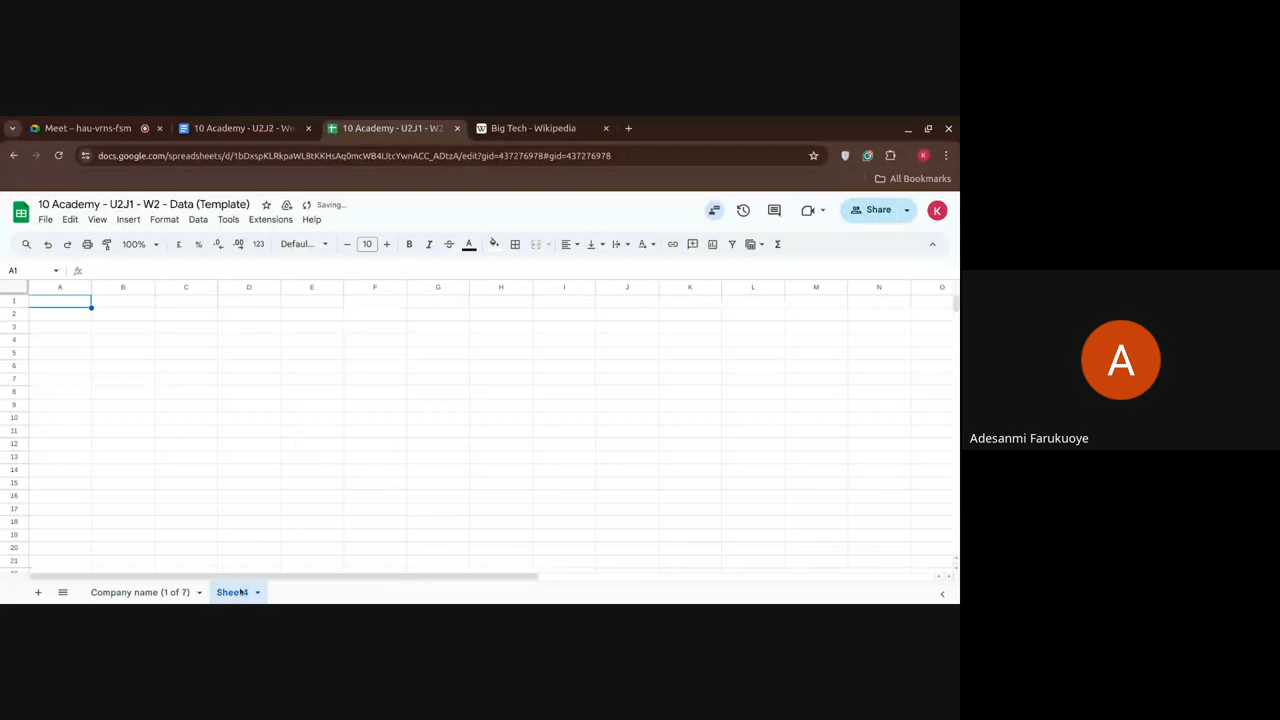 Meet – hau-vrns-fsm
10 Academy - U2J2 - We
10 Academy - U2J1 - W2
Big Tech - Wikipedia
docs.google.com/spreadsheets/d/1bDxspKLRkpaWL8tKKHsAq0mcWB4IJtcYwnACC_ADtzA/edit?gid=437276978#gid=437276978
K
All Bookmarks
10 Academy - U2J1 - W2 - Data (Template)
Saving...
File Edit View Insert Format Data Tools Extensions Help
Share
K
100% £ % .0 .00 123 Defaul... − 10 + B I A Σ
A1 fx
A B C D E F G H I J K L M N O
1
2
3
4
5
6
7
8
9
10
11
12
13
14
15
16
17
18
19
20
21
Company name (1 of 7)
Sheet4
A
Adesanmi Farukuoye